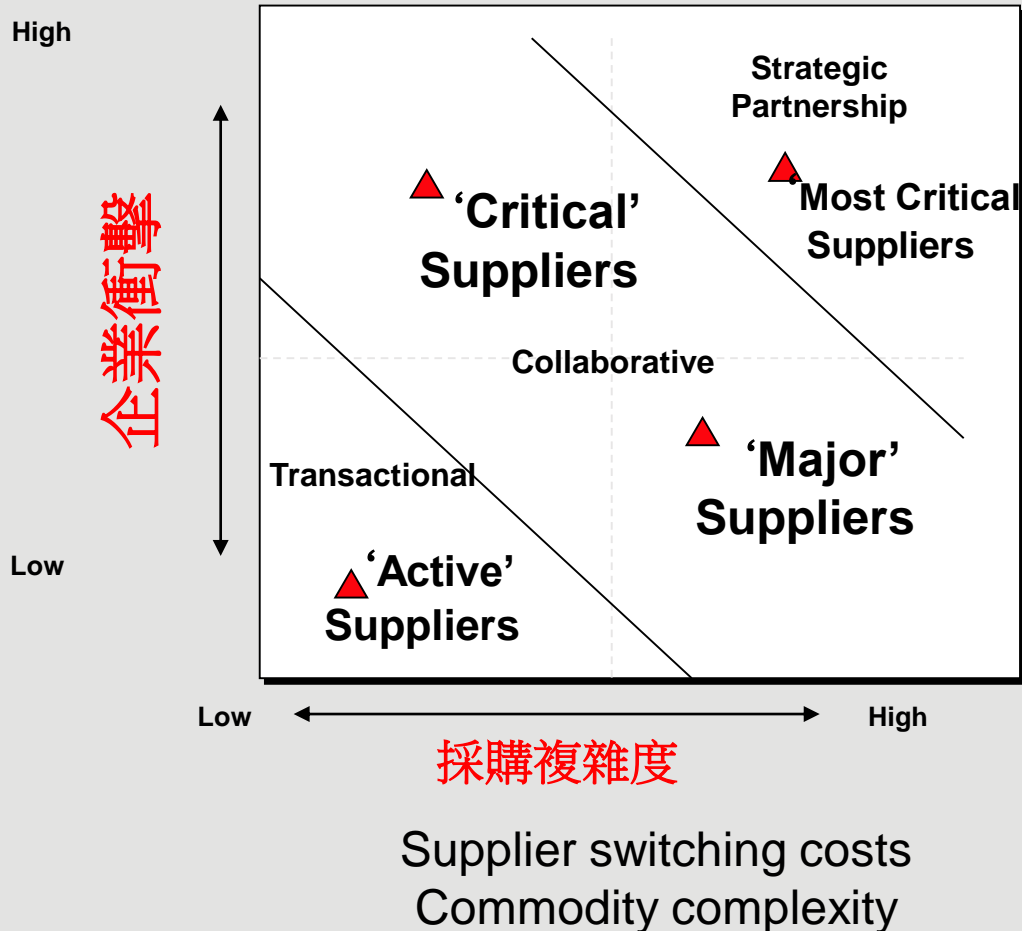 High
Strategic
Partnership
‘Most Critical
Suppliers
‘Critical’
Suppliers
企業衝擊
Collaborative
‘Major’
Suppliers
Transactional
Low
‘Active’
Suppliers
Low
High
採購複雜度
Supplier switching costs
Commodity complexity